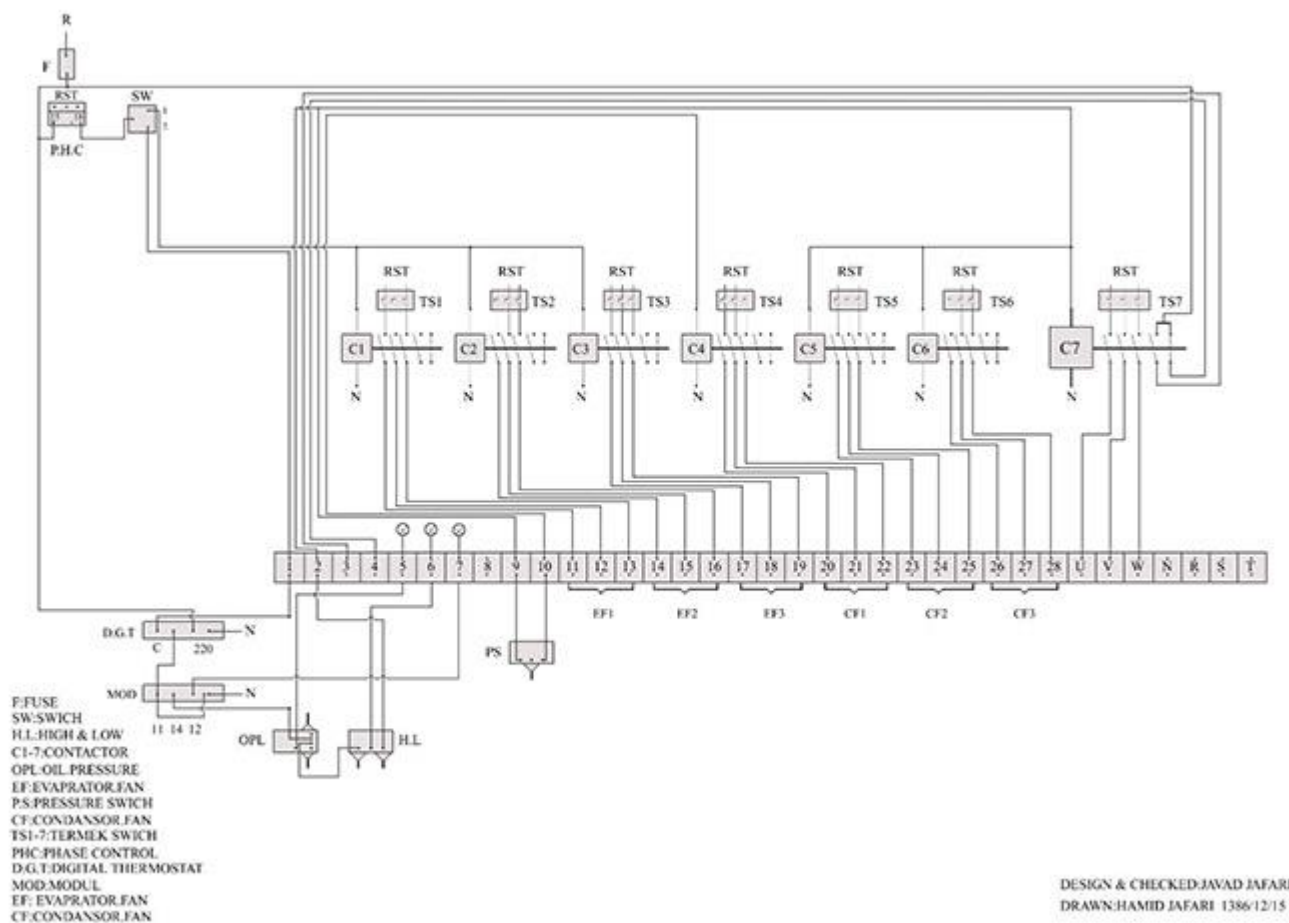 R
F
RST
SW
P.H.C
RST RST RST RST RST RST RST
TS1 TS2 TS3 TS4 TS5 TS6 TS7
C1 C2 C3 C4 C5 C6 C7
N N N N N N N
1 2 3 4 5 6 7 8 9 10 11 12 13 14 15 16 17 18 19 20 21 22 23 24 25 26 27 28 U V W N R S T
EF1 EF2 EF3 CF1 CF2 CF3
D.G.T N
C 220
PS
MOD N
11 14 12
OPL H.L
F:FUSE
SW:SWICH
H.L:HIGH & LOW
C1-7:CONTACTOR
OPL:OIL.PRESSURE
EF:EVAPRATOR.FAN
P.S:PRESSURE SWICH
CF:CONDANSOR.FAN
TS1-7:TERMEK SWICH
PHC:PHASE CONTROL
D.G.T:DIGITAL THERMOSTAT
MOD:MODUL
EF: EVAPRATOR.FAN
CF:CONDANSOR.FAN
DESIGN & CHECKED:JAVAD JAFARI
DRAWN:HAMID JAFARI 1386/12/15